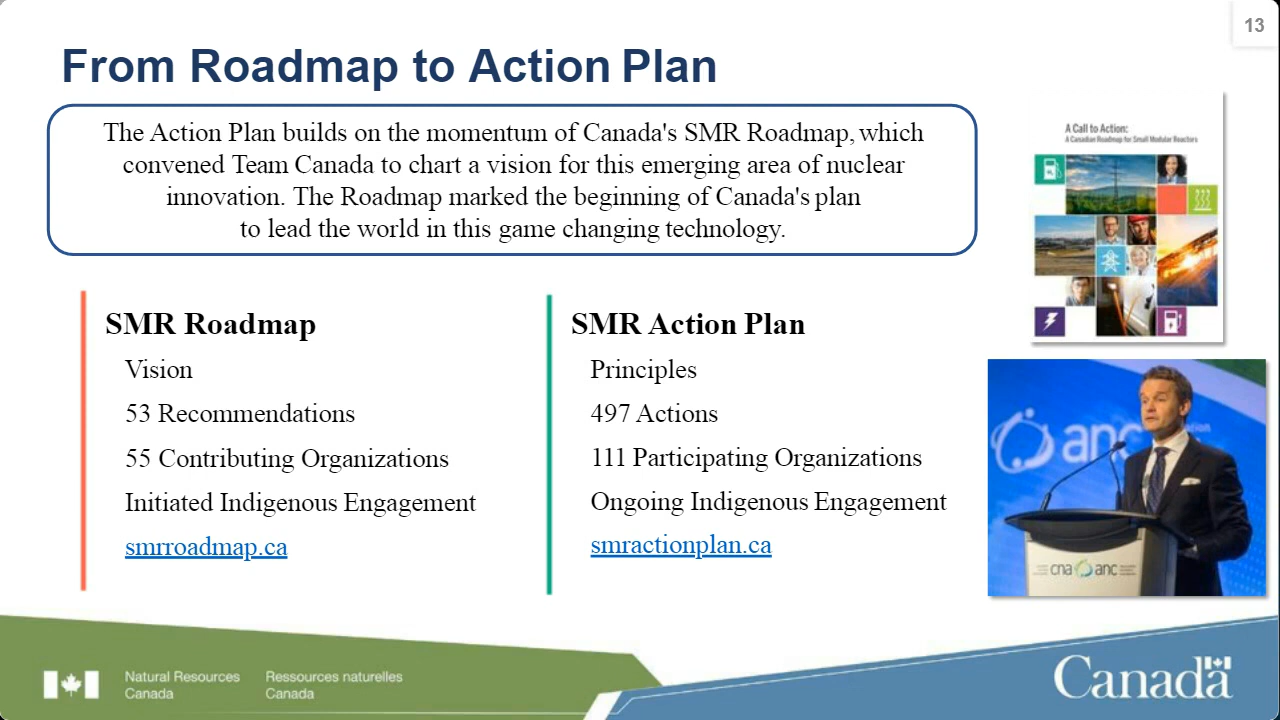 13
From Roadmap to Action Plan
The Action Plan builds on the momentum of Canada's SMR Roadmap, which
convened Team Canada to chart a vision for this emerging area of nuclear
innovation. The Roadmap marked the beginning of Canada's plan
to lead the world in this game changing technology.
A Call to Action:
A Canadian Roadmap for Small Modular Reactors
SMR Roadmap
Vision
53 Recommendations
55 Contributing Organizations
Initiated Indigenous Engagement
smrroadmap.ca
SMR Action Plan
Principles
497 Actions
111 Participating Organizations
Ongoing Indigenous Engagement
smractionplan.ca
anc
cna anc
Natural Resources
Canada
Ressources naturelles
Canada
Canada